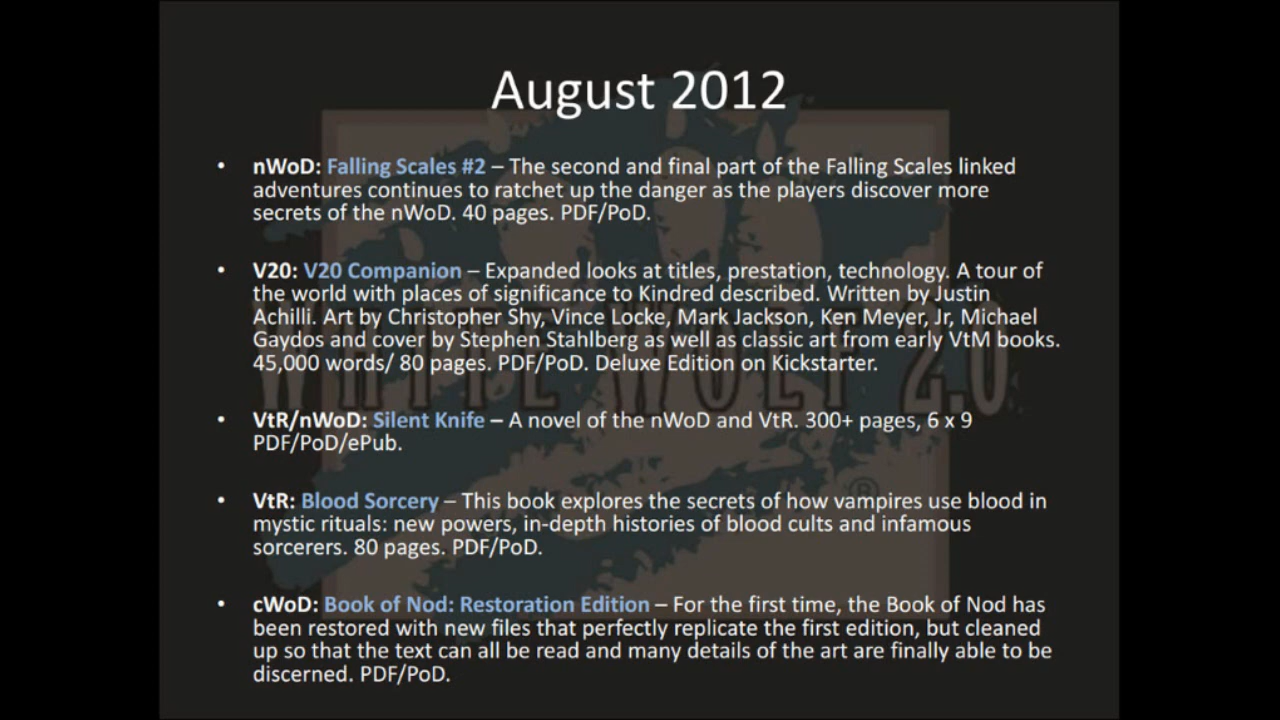 August 2012
• nWoD: Falling Scales #2 – The second and final part of the Falling Scales linked
adventures continues to ratchet up the danger as the players discover more
secrets of the nWoD. 40 pages. PDF/PoD.
• V20: V20 Companion – Expanded looks at titles, prestation, technology. A tour of
the world with places of significance to Kindred described. Written by Justin
Achilli. Art by Christopher Shy, Vince Locke, Mark Jackson, Ken Meyer, Jr, Michael
Gaydos and cover by Stephen Stahlberg as well as classic art from early VtM books.
45,000 words/ 80 pages. PDF/PoD. Deluxe Edition on Kickstarter.
WHITE WOLF 2.0
• VtR/nWoD: Silent Knife – A novel of the nWoD and VtR. 300+ pages, 6 x 9
PDF/PoD/ePub.
®
• VtR: Blood Sorcery – This book explores the secrets of how vampires use blood in
mystic rituals: new powers, in-depth histories of blood cults and infamous
sorcerers. 80 pages. PDF/PoD.
• cWoD: Book of Nod: Restoration Edition – For the first time, the Book of Nod has
been restored with new files that perfectly replicate the first edition, but cleaned
up so that the text can all be read and many details of the art are finally able to be
discerned. PDF/PoD.